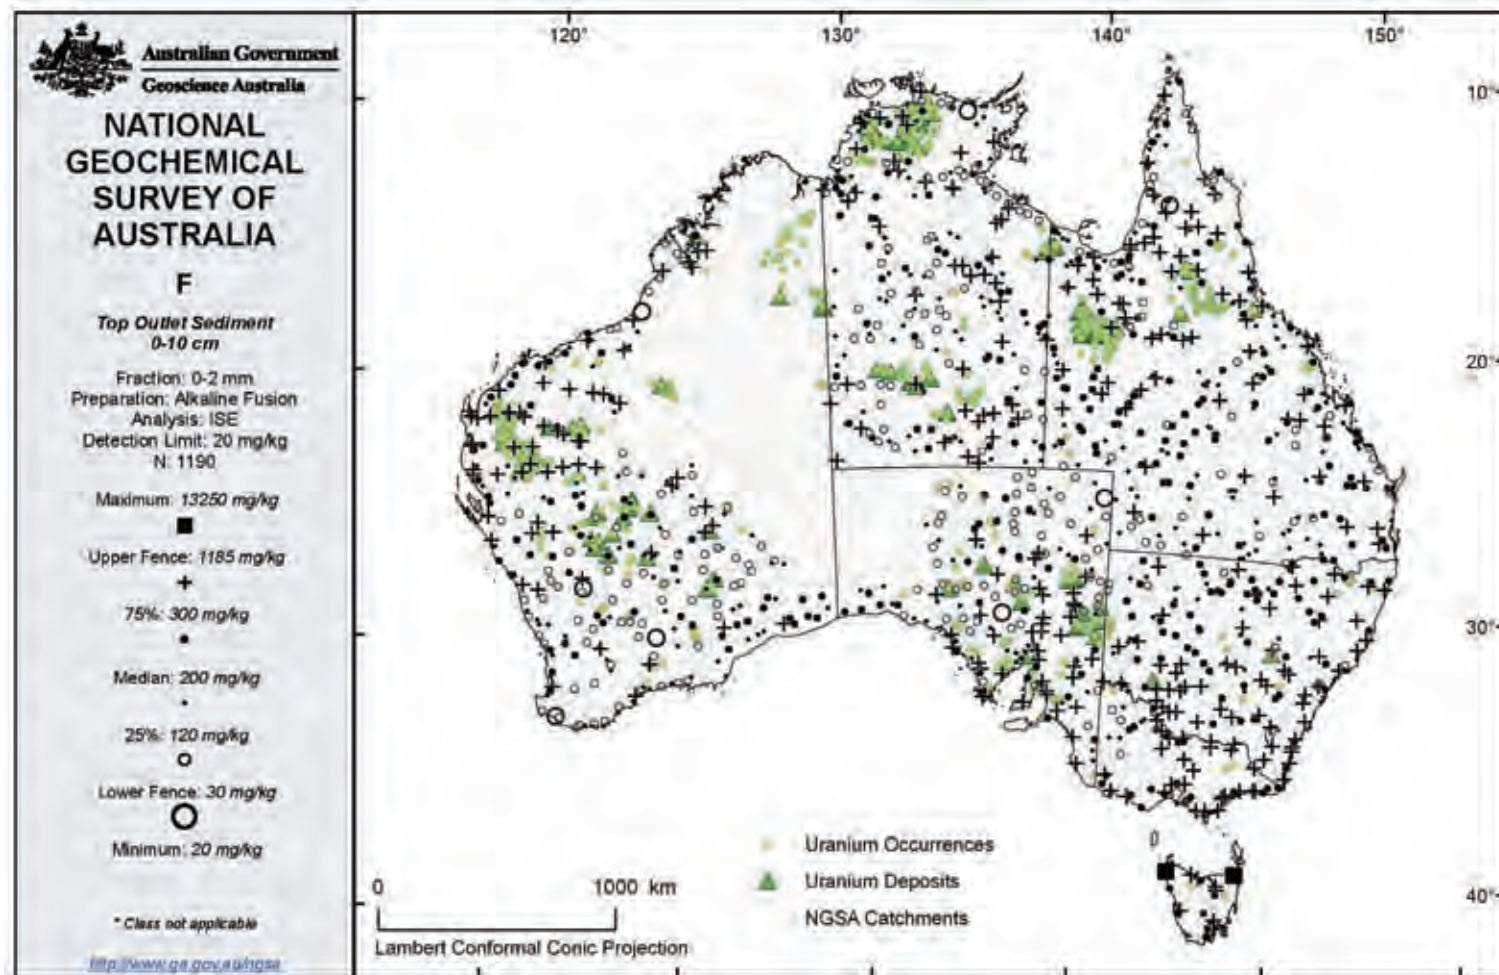 Australian Government
Geoscience Australia
NATIONAL
GEOCHEMICAL
SURVEY OF
AUSTRALIA
F
Top Outlet Sediment
0-10 cm
Fraction: 0-2 mm
Preparation: Alkaline Fusion
Analysis: ISE
Detection Limit: 20 mg/kg
N: 1190
Maximum: 13250 mg/kg
Upper Fence: 1185 mg/kg
75%: 300 mg/kg
Median: 200 mg/kg
25%: 120 mg/kg
Lower Fence: 30 mg/kg
Minimum: 20 mg/kg
* Class not applicable
http://www.ga.gov.au/ngsa
120° 130° 140° 150°
10°
20°
30°
40°
Uranium Occurrences
Uranium Deposits
NGSA Catchments
0 1000 km
Lambert Conformal Conic Projection